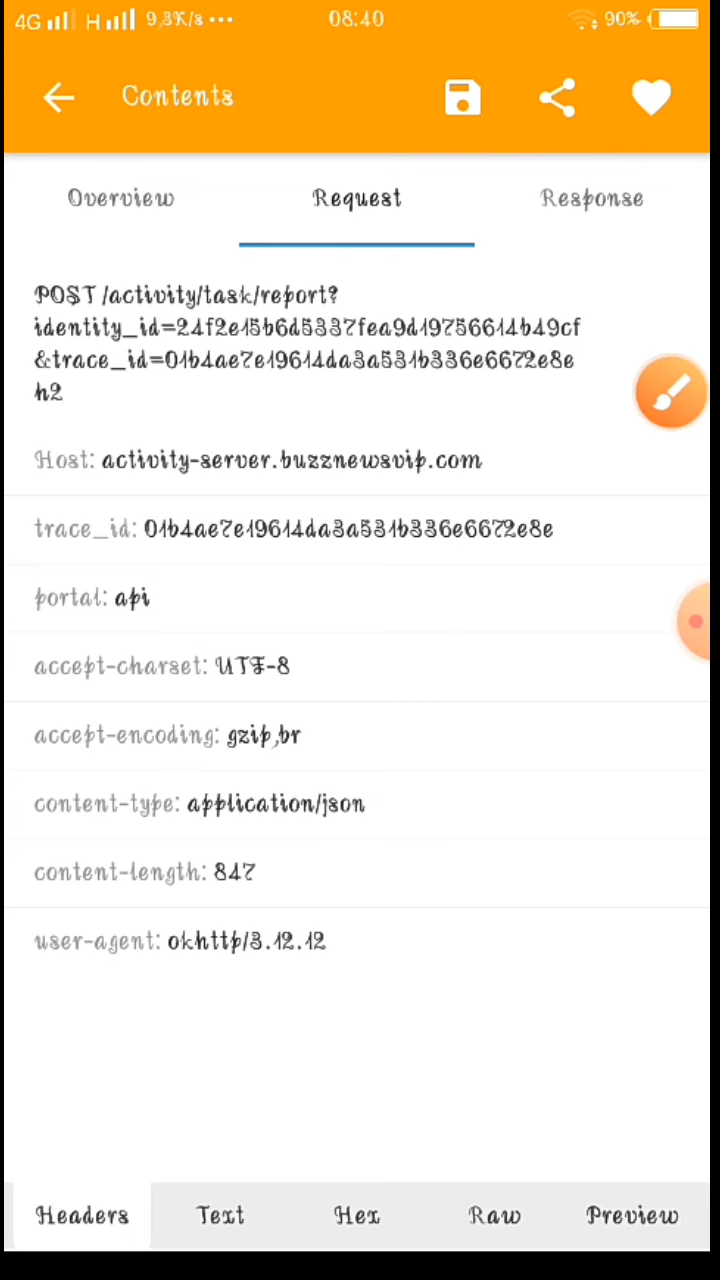 4G H 9,3K/s ··· 08:40 90%
Contents
Overview Request Response
POST /activity/task/report?
identity_id=24f2e15b6d5337fea9d19756614b49cf
&trace_id=01b4ae7e19614da3a531b336e6672e8e
h2
Host: activity-server.buzznewsvip.com
trace_id: 01b4ae7e19614da3a531b336e6672e8e
portal: api
accept-charset: UTF-8
accept-encoding: gzip,br
content-type: application/json
content-length: 847
user-agent: okhttp/3.12.12
Headers Text Hex Raw Preview